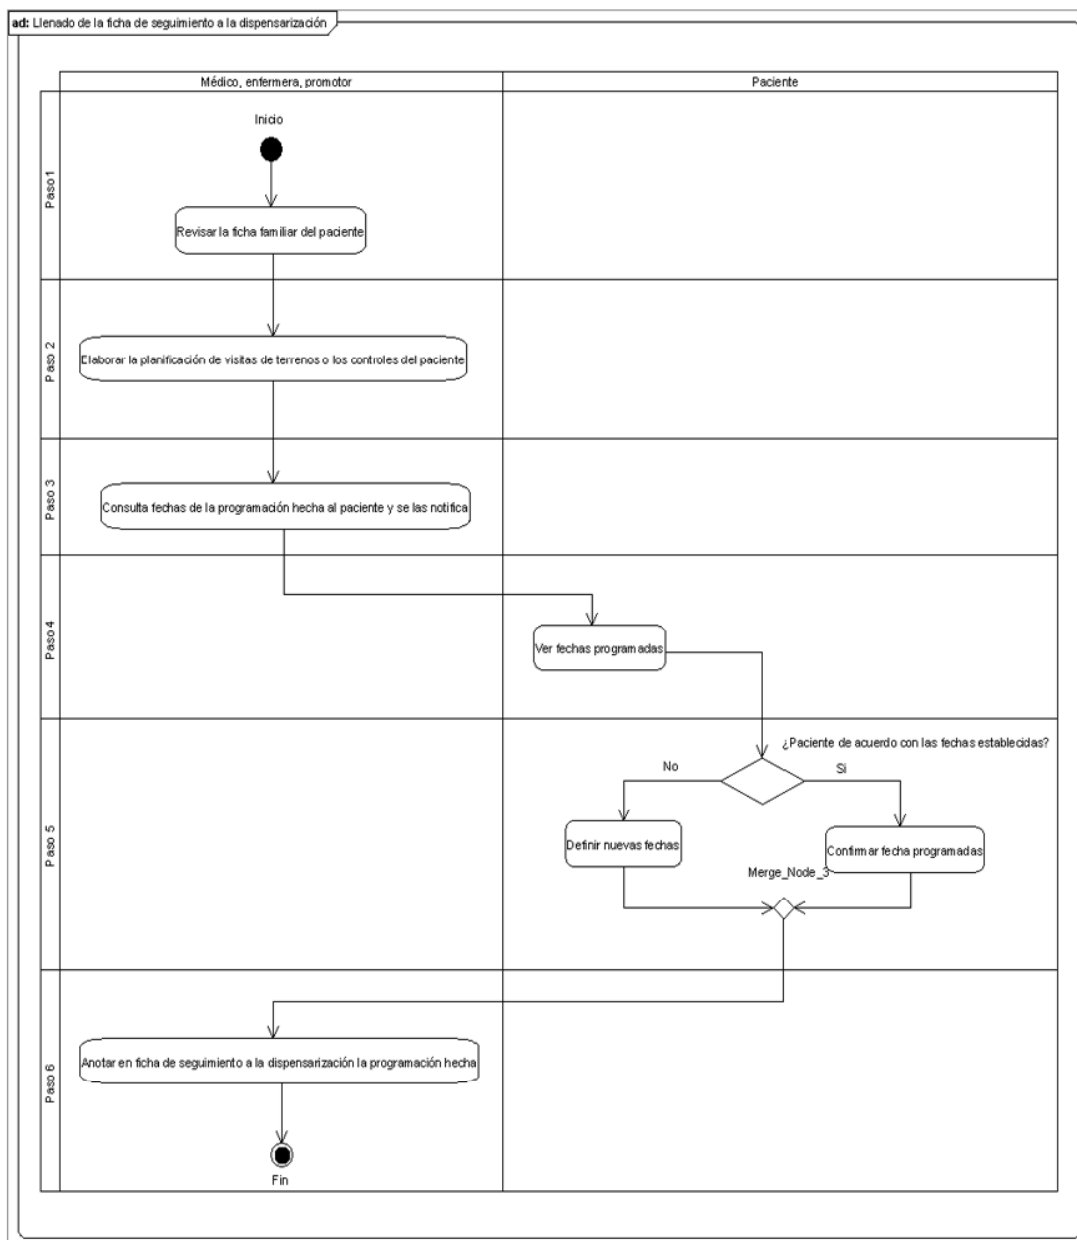 ad: Llenado de la ficha de seguimiento a la dispensarización
Médico, enfermera, promotor
Paciente
Paso 1
Inicio
Revisar la ficha familiar del paciente
Paso 2
Elaborar la planificación de visitas de terrenos o los controles del paciente
Paso 3
Consulta fechas de la programación hecha al paciente y se las notifica
Paso 4
Ver fechas programadas
Paso 5
¿Paciente de acuerdo con las fechas establecidas?
No
Si
Definir nuevas fechas
Confirmar fecha programadas
Merge_Node_3
Paso 6
Anotar en ficha de seguimiento a la dispensarización la programación hecha
Fin